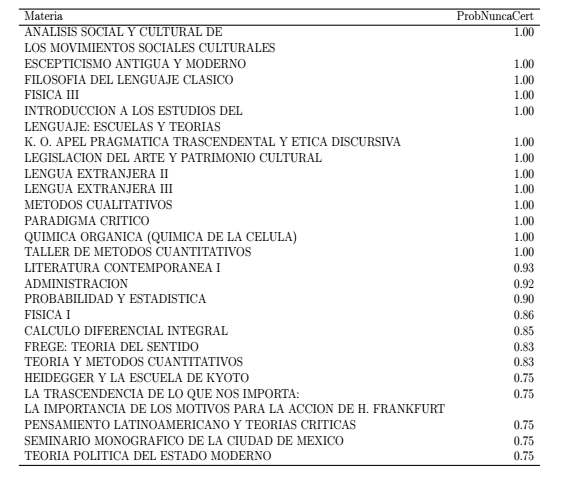 Materia ProbNuncaCert
ANALISIS SOCIAL Y CULTURAL DE 1.00
LOS MOVIMIENTOS SOCIALES CULTURALES
ESCEPTICISMO ANTIGUA Y MODERNO 1.00
FILOSOFIA DEL LENGUAJE CLASICO 1.00
FISICA III 1.00
INTRODUCCION A LOS ESTUDIOS DEL 1.00
LENGUAJE: ESCUELAS Y TEORIAS
K. O. APEL PRAGMATICA TRASCENDENTAL Y ETICA DISCURSIVA 1.00
LEGISLACION DEL ARTE Y PATRIMONIO CULTURAL 1.00
LENGUA EXTRANJERA II 1.00
LENGUA EXTRANJERA III 1.00
METODOS CUALITATIVOS 1.00
PARADIGMA CRITICO 1.00
QUIMICA ORGANICA (QUIMICA DE LA CELULA) 1.00
TALLER DE METODOS CUANTITATIVOS 1.00
LITERATURA CONTEMPORANEA I 0.93
ADMINISTRACION 0.92
PROBABILIDAD Y ESTADISTICA 0.90
FISICA I 0.86
CALCULO DIFERENCIAL INTEGRAL 0.85
FREGE: TEORIA DEL SENTIDO 0.83
TEORIA Y METODOS CUANTITATIVOS 0.83
HEIDEGGER Y LA ESCUELA DE KYOTO 0.75
LA TRASCENDENCIA DE LO QUE NOS IMPORTA: 0.75
LA IMPORTANCIA DE LOS MOTIVOS PARA LA ACCION DE H. FRANKFURT
PENSAMIENTO LATINOAMERICANO Y TEORIAS CRITICAS 0.75
SEMINARIO MONOGRAFICO DE LA CIUDAD DE MEXICO 0.75
TEORIA POLITICA DEL ESTADO MODERNO 0.75